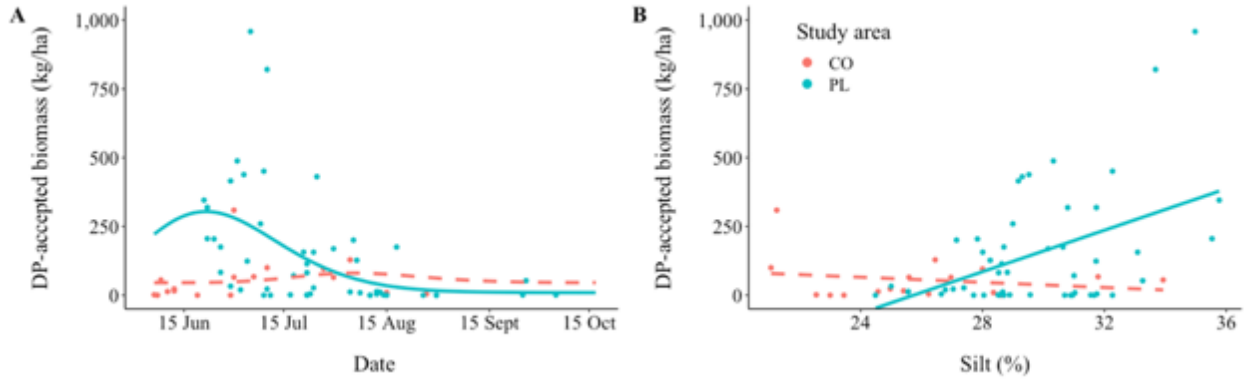 A
DP-accepted biomass (kg/ha)
1,000
750
500
250
0
15 Jun
15 Jul
15 Aug
15 Sept
15 Oct
Date
B
DP-accepted biomass (kg/ha)
1,000
750
500
250
0
Study area
CO
PL
24
28
32
36
Silt (%)